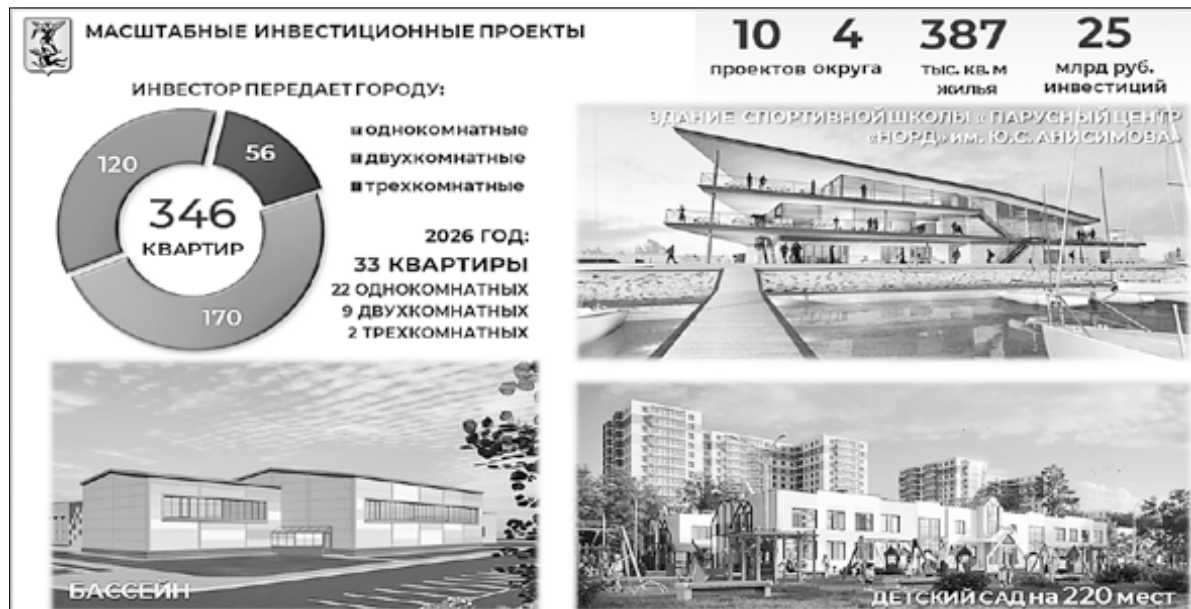 МАСШТАБНЫЕ ИНВЕСТИЦИОННЫЕ ПРОЕКТЫ
10 4 387 25
проектов округа тыс. кв. м млрд руб.
жилья инвестиций
ИНВЕСТОР ПЕРЕДАЕТ ГОРОДУ:
120
56
170
346
КВАРТИР
однокомнатные
двухкомнатные
трехкомнатные
2026 ГОД:
33 КВАРТИРЫ
22 ОДНОКОМНАТНЫХ
9 ДВУХКОМНАТНЫХ
2 ТРЕХКОМНАТНЫХ
ЗДАНИЕ СПОРТИВНОЙ ШКОЛЫ « ПАРУСНЫЙ ЦЕНТР
«НОРД» ИМ. Ю.С. АНИСИМОВА»
БАССЕЙН
ДЕТСКИЙ САД на 220 мест